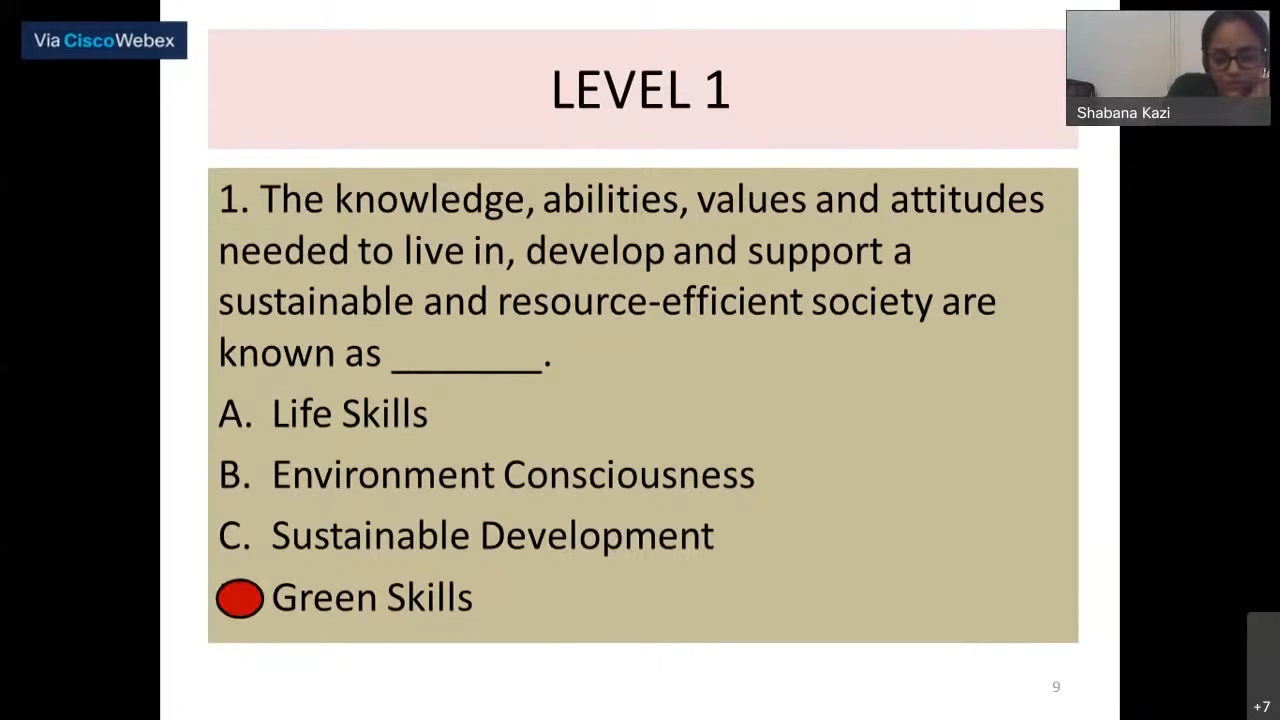 Via CiscoWebex
LEVEL 1
Shabana Kazi
1. The knowledge, abilities, values and attitudes
needed to live in, develop and support a
sustainable and resource-efficient society are
known as _______.
A. Life Skills
B. Environment Consciousness
C. Sustainable Development
Green Skills
9
+7